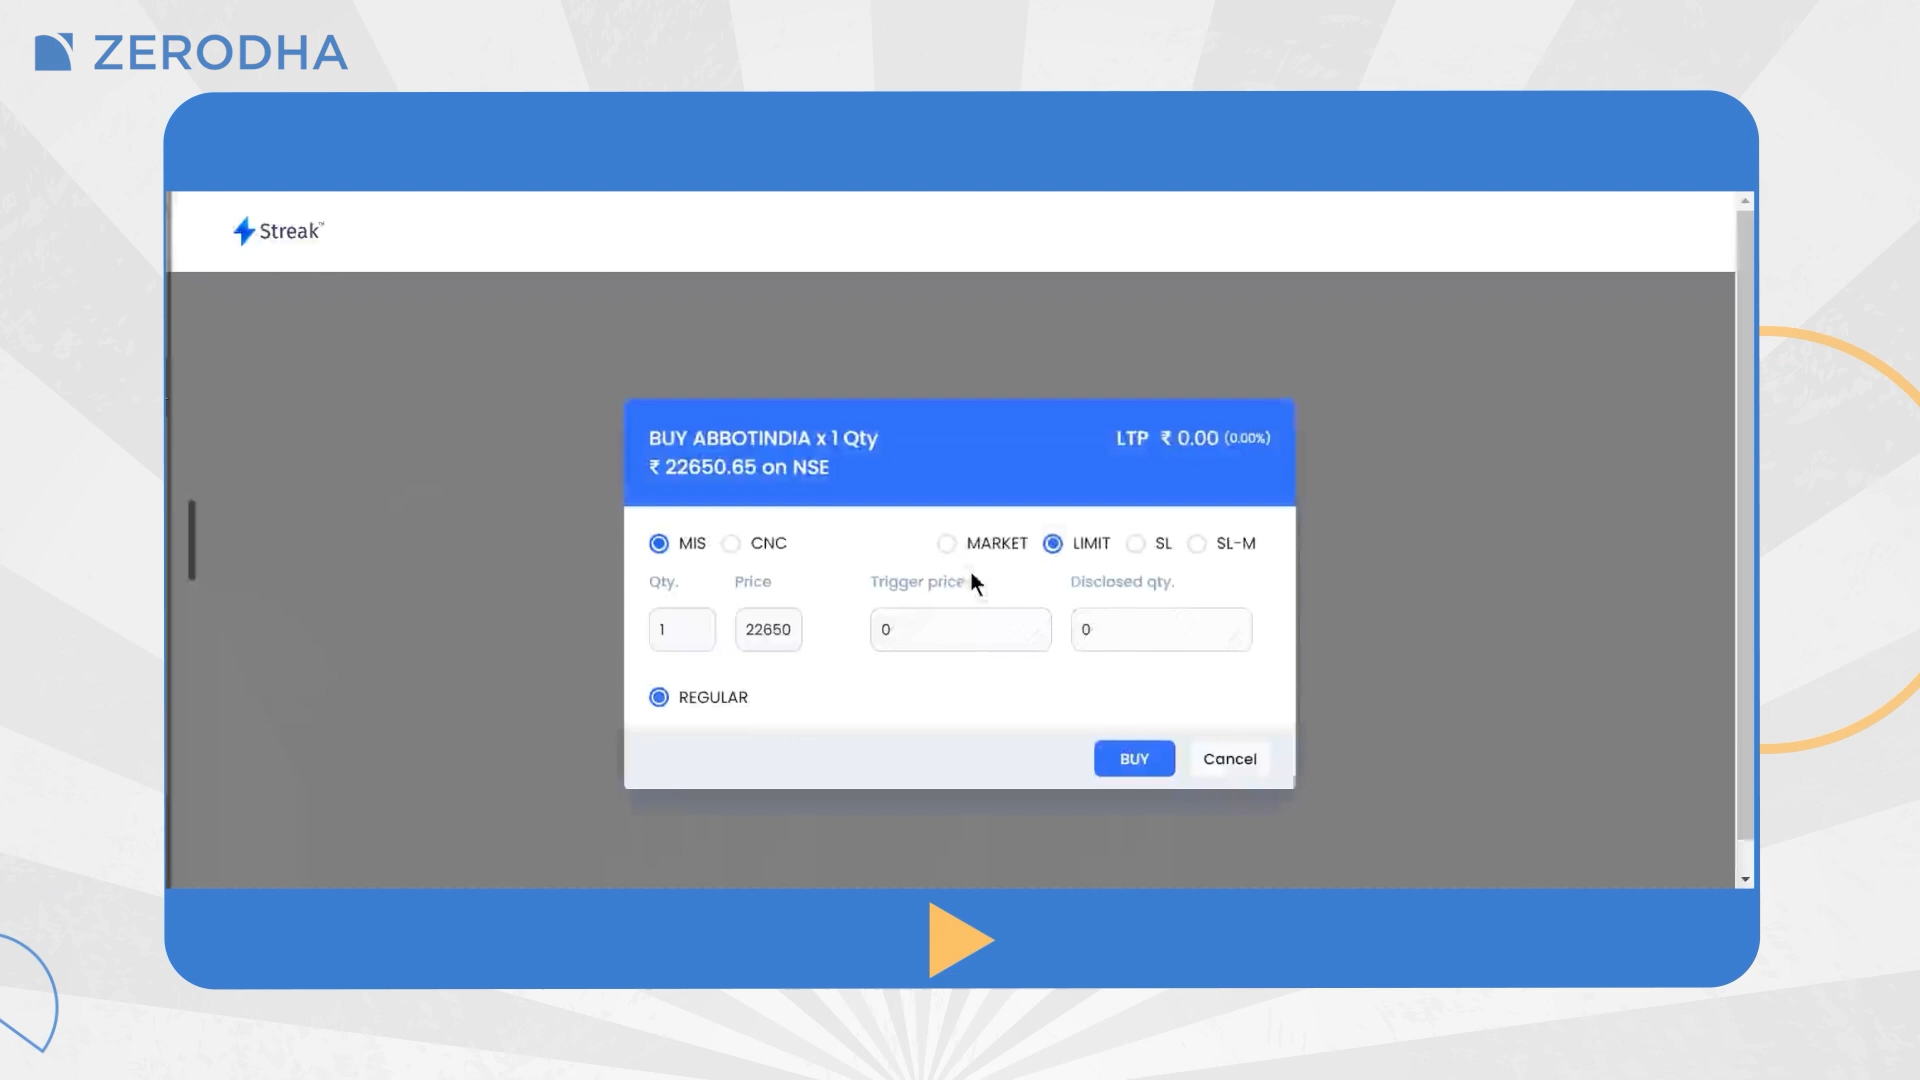 ZERODHA
Streak™
BUY ABBOTINDIA x 1 Qty
LTP ₹ 0.00 (0.00%)
₹ 22650.65 on NSE
MIS CNC MARKET LIMIT SL SL-M
Qty. Price Trigger price Disclosed qty.
1 22650 0 0
REGULAR
BUY Cancel